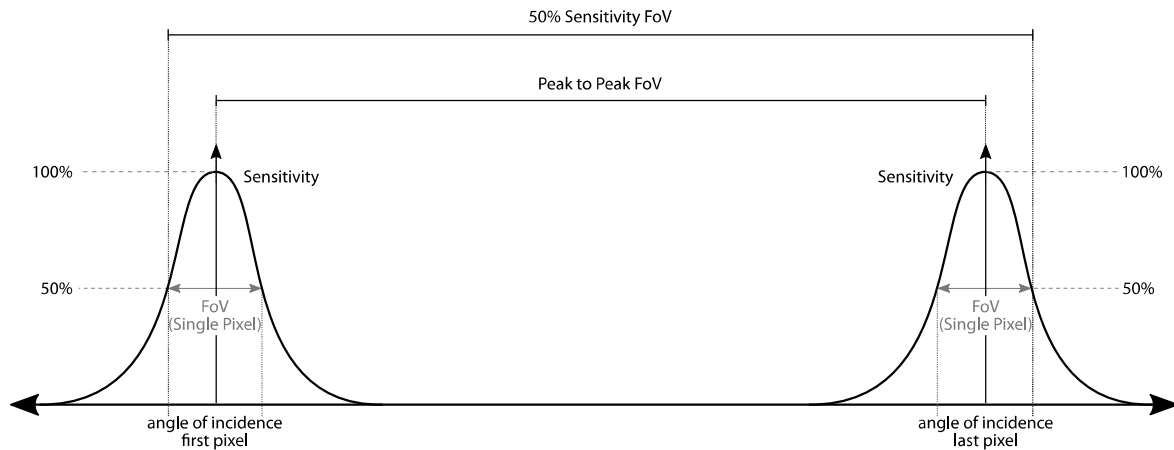 50% Sensitivity FoV
Peak to Peak FoV
100%
Sensitivity
Sensitivity
100%
50%
50%
FoV
(Single Pixel)
FoV
(Single Pixel)
angle of incidence
first pixel
angle of incidence
last pixel